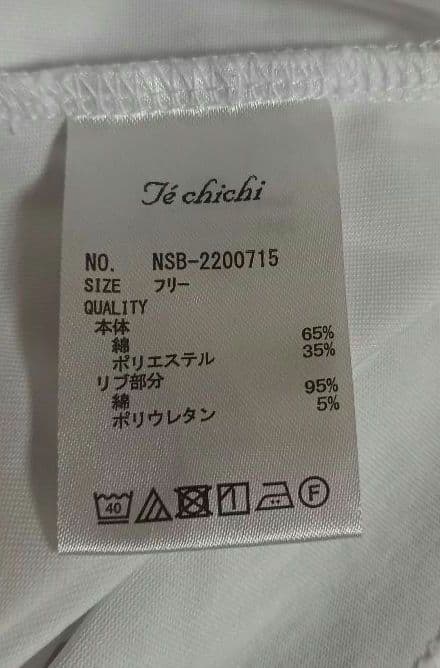 Té chichi
NO. NSB-2200715
SIZE フリー
QUALITY
本体
綿 65%
ポリエステル 35%
リブ部分
綿 95%
ポリウレタン 5%
40 F